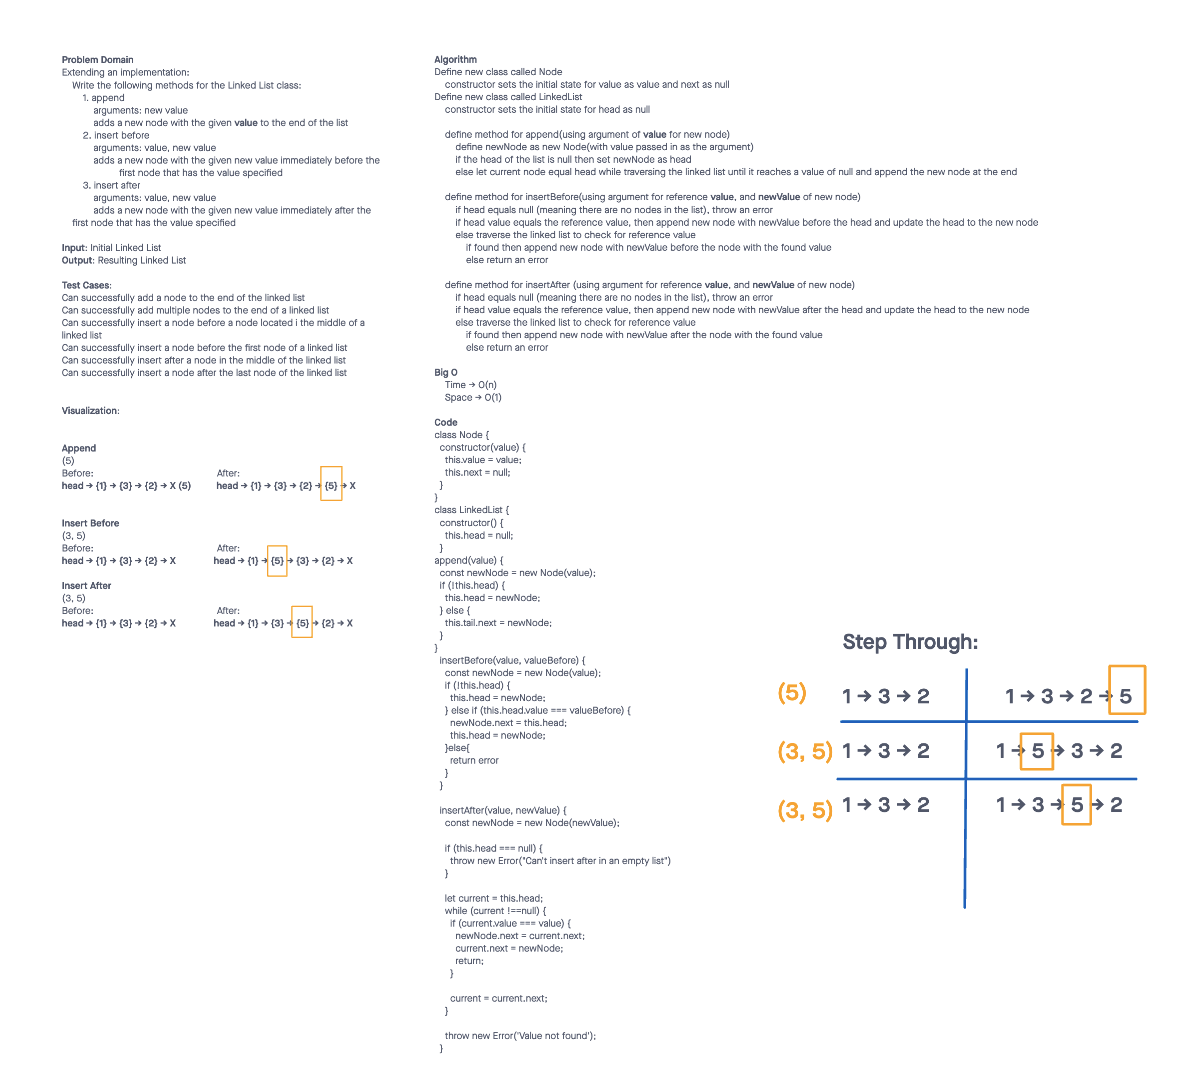 Problem Domain
Extending an implementation:
Write the following methods for the Linked List class:
1. append
arguments: new value
adds a new node with the given value to the end of the list
2. insert before
arguments: value, new value
adds a new node with the given new value immediately before the
first node that has the value specified
3. insert after
arguments: value, new value
adds a new node with the given new value immediately after the
first node that has the value specified
Input: Initial Linked List
Output: Resulting Linked List
Test Cases:
Can successfully add a node to the end of the linked list
Can successfully add multiple nodes to the end of a linked list
Can successfully insert a node before a node located i the middle of a
linked list
Can successfully insert a node before the first node of a linked list
Can successfully insert after a node in the middle of the linked list
Can successfully insert a node after the last node of the linked list
Visualization:
Append
(5)
Before: After:
head → {1} → {3} → {2} → X (5) head → {1} → {3} → {2} → {5} → X
Insert Before
(3, 5)
Before: After:
head → {1} → {3} → {2} → X head → {1} → {5} → {3} → {2} → X
Insert After
(3, 5)
Before: After:
head → {1} → {3} → {2} → X head → {1} → {3} → {5} → {2} → X
Algorithm
Define new class called Node
constructor sets the initial state for value as value and next as null
Define new class called LinkedList
constructor sets the initial state for head as null
define method for append(using argument of value for new node)
define newNode as new Node(with value passed in as the argument)
if the head of the list is null then set newNode as head
else let current node equal head while traversing the linked list until it reaches a value of null and append the new node at the end
define method for insertBefore(using argument for reference value, and newValue of new node)
if head equals null (meaning there are no nodes in the list), throw an error
if head value equals the reference value, then append new node with newValue before the head and update the head to the new node
else traverse the linked list to check for reference value
if found then append new node with newValue before the node with the found value
else return an error
define method for insertAfter (using argument for reference value, and newValue of new node)
if head equals null (meaning there are no nodes in the list), throw an error
if head value equals the reference value, then append new node with newValue after the head and update the head to the new node
else traverse the linked list to check for reference value
if found then append new node with newValue after the node with the found value
else return an error
Big O
Time → O(n)
Space → O(1)
Code
class Node {
constructor(value) {
this.value = value;
this.next = null;
}
}
class LinkedList {
constructor() {
this.head = null;
}
append(value) {
const newNode = new Node(value);
if (!this.head) {
this.head = newNode;
} else {
this.tail.next = newNode;
}
}
insertBefore(value, valueBefore) {
const newNode = new Node(value);
if (!this.head) {
this.head = newNode;
} else if (this.head.value === valueBefore) {
newNode.next = this.head;
this.head = newNode;
}else{
return error
}
}
insertAfter(value, newValue) {
const newNode = new Node(newValue);
if (this.head === null) {
throw new Error("Can't insert after in an empty list")
}
let current = this.head;
while (current !==null) {
if (current.value === value) {
newNode.next = current.next;
current.next = newNode;
return;
}
current = current.next;
}
throw new Error('Value not found');
}
Step Through:
(5) 1 → 3 → 2 1 → 3 → 2 → 5
(3, 5) 1 → 3 → 2 1 → 5 → 3 → 2
(3, 5) 1 → 3 → 2 1 → 3 → 5 → 2